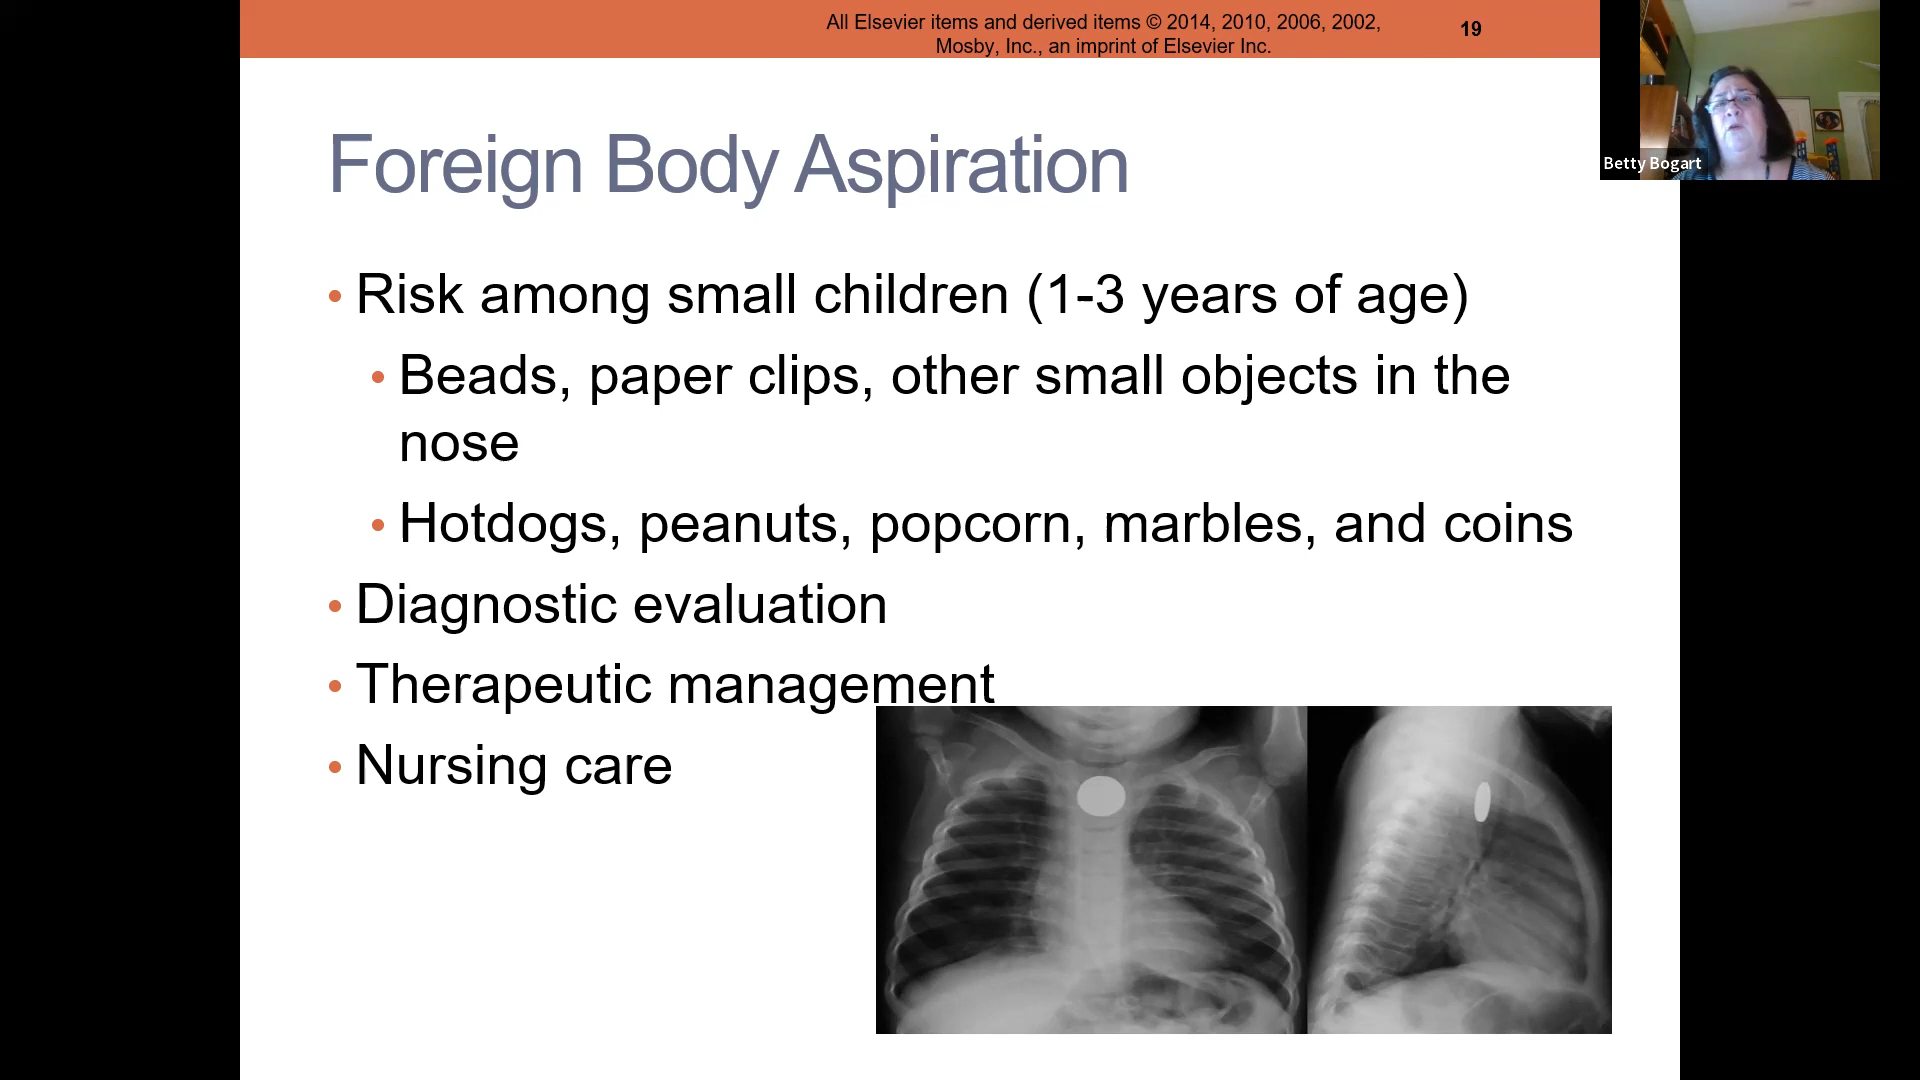 All Elsevier items and derived items © 2014, 2010, 2006, 2002,
Mosby, Inc., an imprint of Elsevier Inc.
19
Betty Bogart
Foreign Body Aspiration
• Risk among small children (1-3 years of age)
• Beads, paper clips, other small objects in the
nose
• Hotdogs, peanuts, popcorn, marbles, and coins
• Diagnostic evaluation
• Therapeutic management
• Nursing care